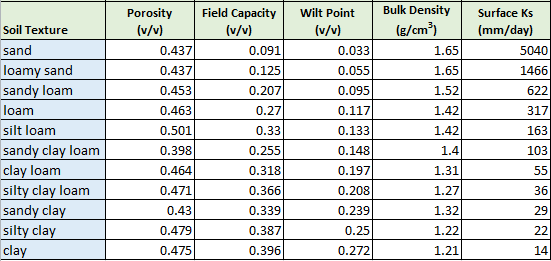 Soil Texture Porosity (v/v) Field Capacity (v/v) Wilt Point (v/v) Bulk Density (g/cm³) Surface Ks (mm/day)
sand 0.437 0.091 0.033 1.65 5040
loamy sand 0.437 0.125 0.055 1.65 1466
sandy loam 0.453 0.207 0.095 1.52 622
loam 0.463 0.27 0.117 1.42 317
silt loam 0.501 0.33 0.133 1.42 163
sandy clay loam 0.398 0.255 0.148 1.4 103
clay loam 0.464 0.318 0.197 1.31 55
silty clay loam 0.471 0.366 0.208 1.27 36
sandy clay 0.43 0.339 0.239 1.32 29
silty clay 0.479 0.387 0.25 1.22 22
clay 0.475 0.396 0.272 1.21 14